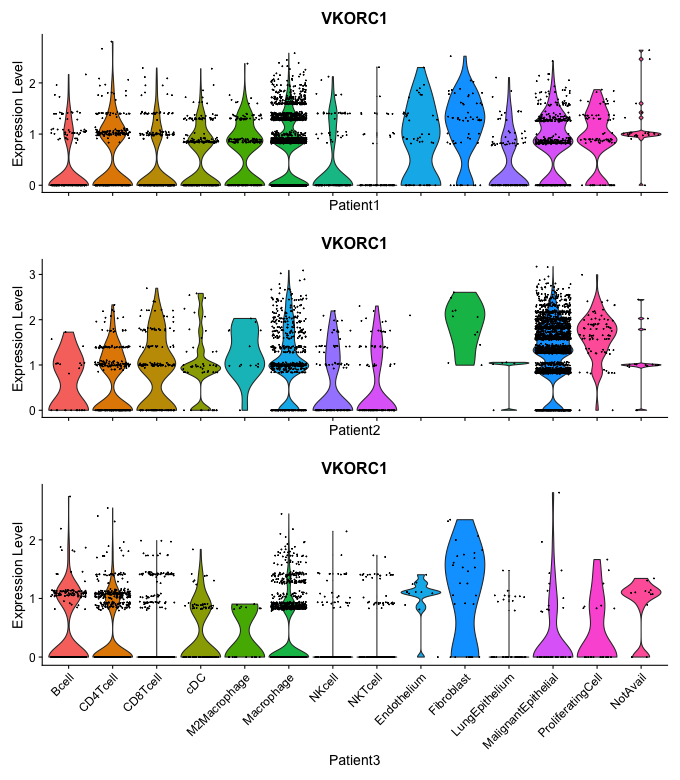 VKORC1
Expression Level
2
1
0
Patient1
VKORC1
Expression Level
3
2
1
0
Patient2
VKORC1
Expression Level
2
1
0
Bcell
CD4Tcell
CD8Tcell
cDC
M2Macrophage
Macrophage
NKcell
NKTcell
Endothelium
Fibroblast
LungEpithelium
MalignantEpithelial
ProliferatingCell
NotAvail
Patient3